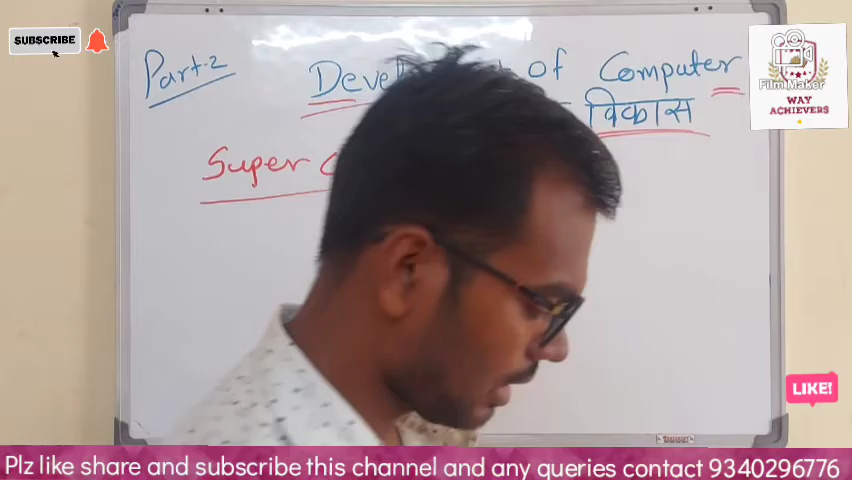 SUBSCRIBE
Part-2
of Computer
विकास
Super
Film Maker
WAY
ACHIEVERS
LIKE!
Plz like share and subscribe this channel and any queries contact 9340296776